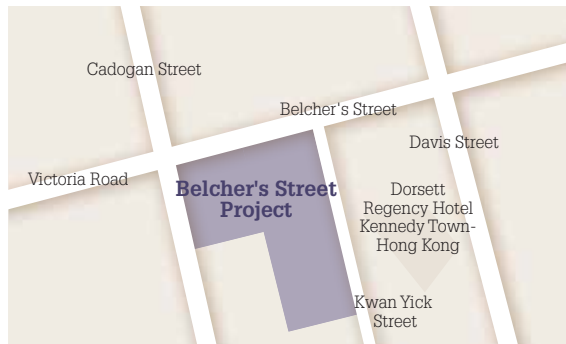 Cadogan Street
Belcher's Street
Davis Street
Victoria Road
Belcher's Street
Project
Dorsett
Regency Hotel
Kennedy Town-
Hong Kong
Kwan Yick
Street